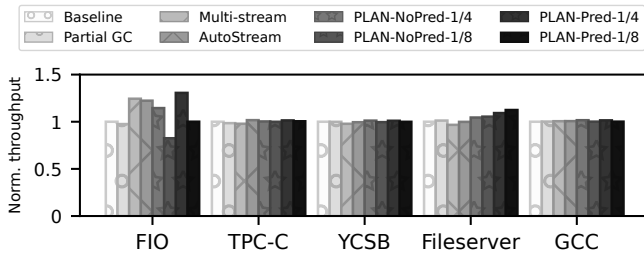 Baseline Multi-stream PLAN-NoPred-1/4 PLAN-Pred-1/4
Partial GC AutoStream PLAN-NoPred-1/8 PLAN-Pred-1/8
Norm. throughput
1.5
1
0.5
0
FIO TPC-C YCSB Fileserver GCC